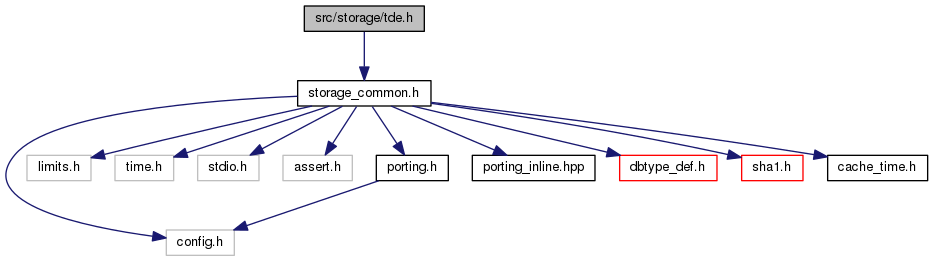 src/storage/tde.h
storage_common.h
limits.h
time.h
stdio.h
assert.h
porting.h
porting_inline.hpp
dbtype_def.h
sha1.h
cache_time.h
config.h